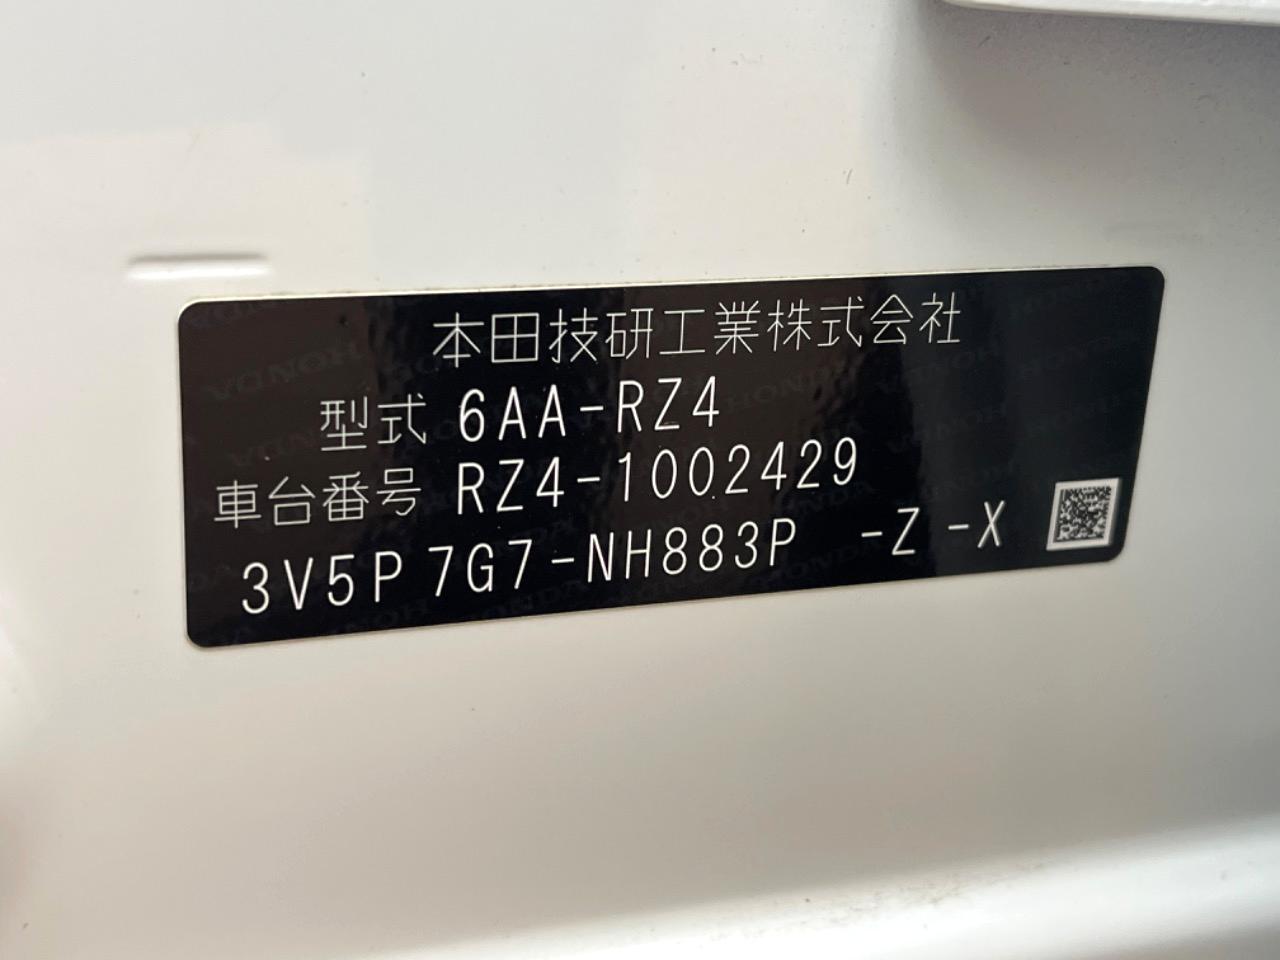 本田技研工業株式会社
型式 6AA-RZ4
車台番号 RZ4-1002429
3V5P 7G7-NH883P -Z -X